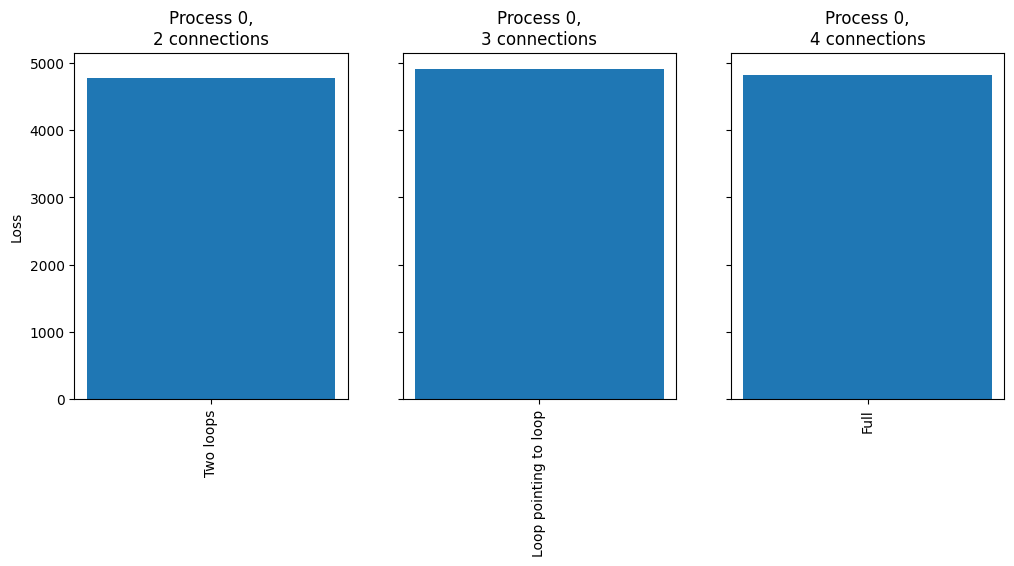 Process 0,
2 connections
Process 0,
3 connections
Process 0,
4 connections
5000
4000
3000
2000
1000
0
Loss
Two loops
Loop pointing to loop
Full